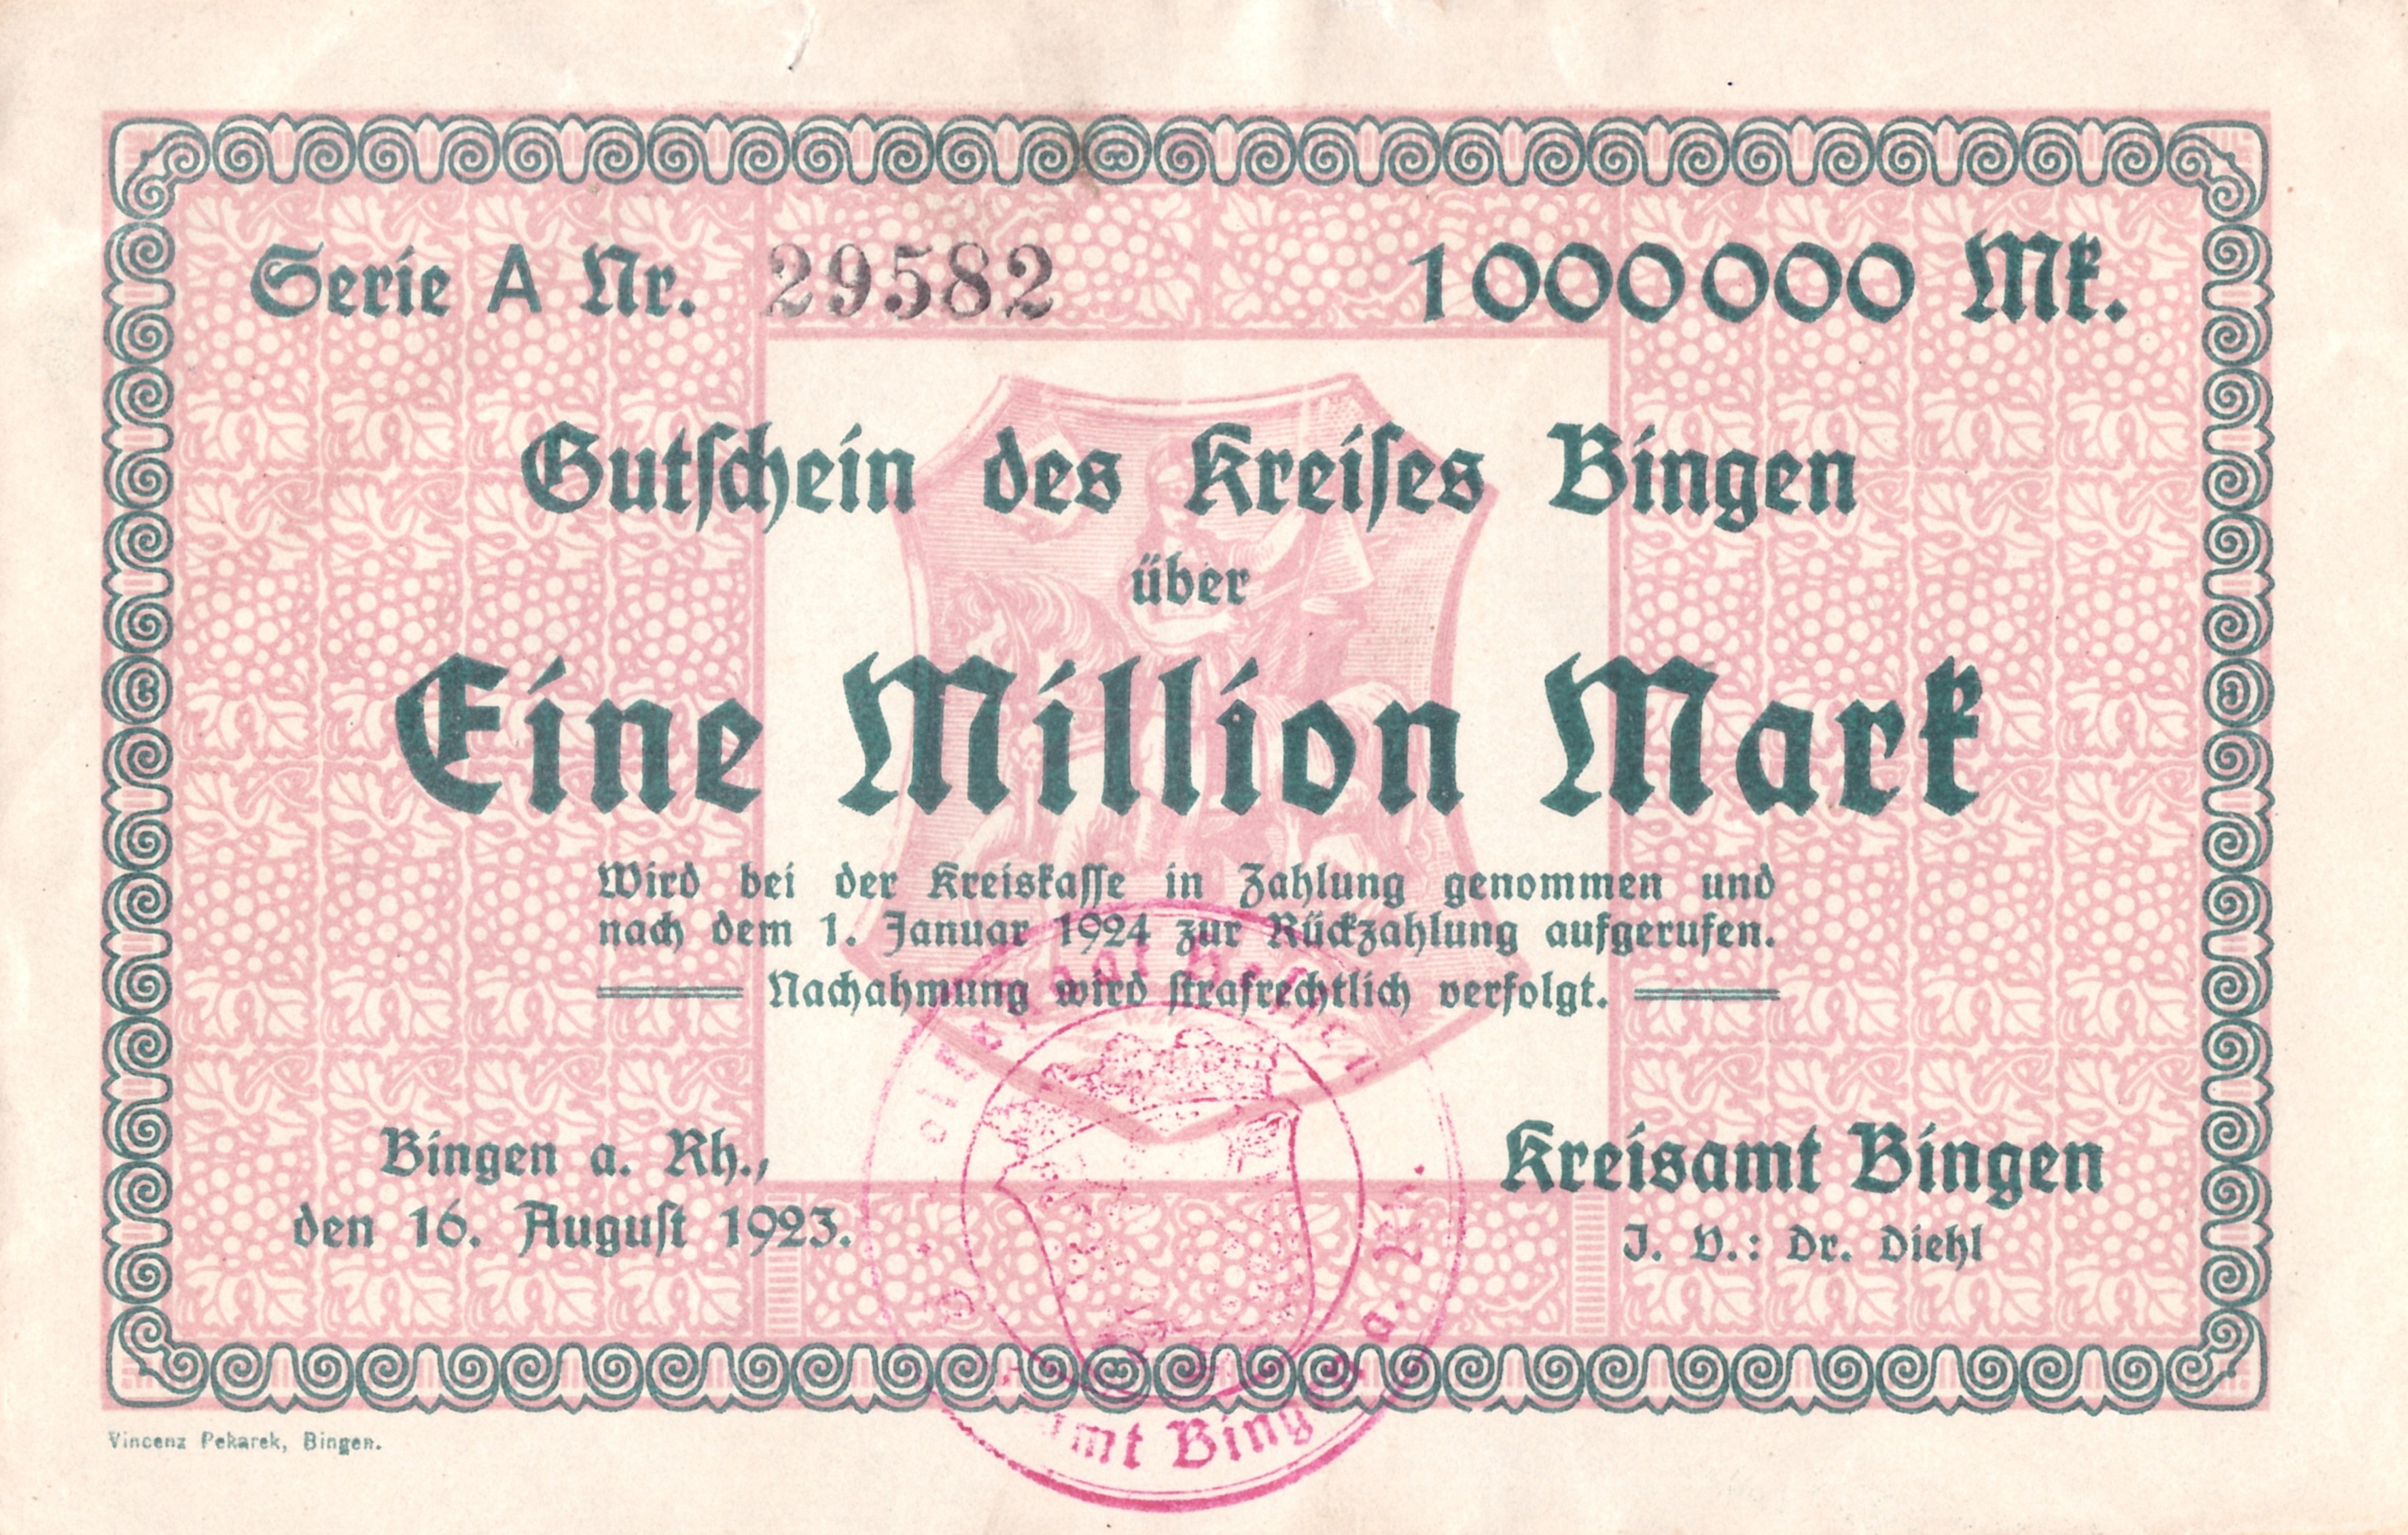 Serie A Nr. 29582
1000000 Mk.
Gutschein des Kreises Bingen
über
Eine Million Mark
Wird bei der Kreiskasse in Zahlung genommen und
nach dem 1. Januar 1924 zur Rückzahlung aufgerufen.
Nachahmung wird strafrechtlich verfolgt.
Bingen a. Rh.,
den 16. August 1923.
Kreisamt Bingen
J. V.: Dr. Diehl
Vincenz Pekarek, Bingen.